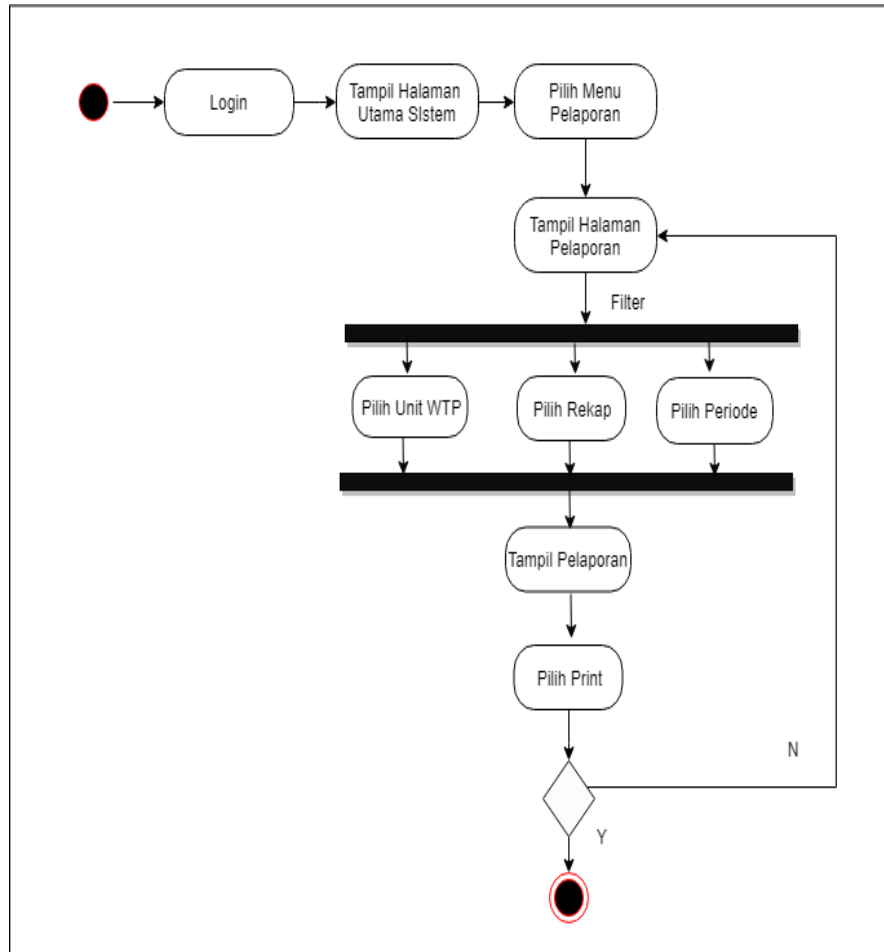 Login
Tampil Halaman
Utama SIstem
Pilih Menu
Pelaporan
Tampil Halaman
Pelaporan
Filter
Pilih Unit WTP
Pilih Rekap
Pilih Periode
Tampil Pelaporan
Pilih Print
N
Y